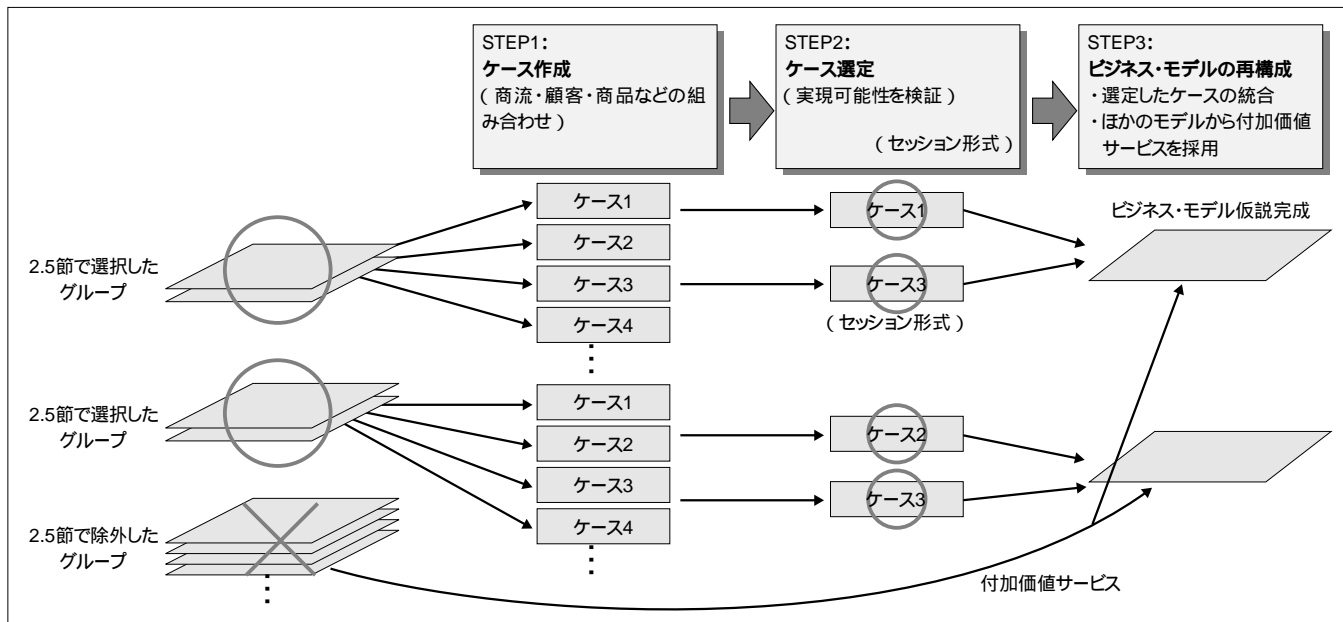 STEP1：
ケース作成
（商流・顧客・商品などの組
み合わせ）
STEP2：
ケース選定
（実現可能性を検証）
（セッション形式）
STEP3：
ビジネス・モデルの再構成
・選定したケースの統合
・ほかのモデルから付加価値
サービスを採用
2.5節で選択した
グループ
ケース1
ケース2
ケース3
ケース4
ケース1
ケース3
（セッション形式）
ビジネス・モデル仮説完成
2.5節で選択した
グループ
ケース1
ケース2
ケース3
ケース4
ケース2
ケース3
2.5節で除外した
グループ
付加価値サービス